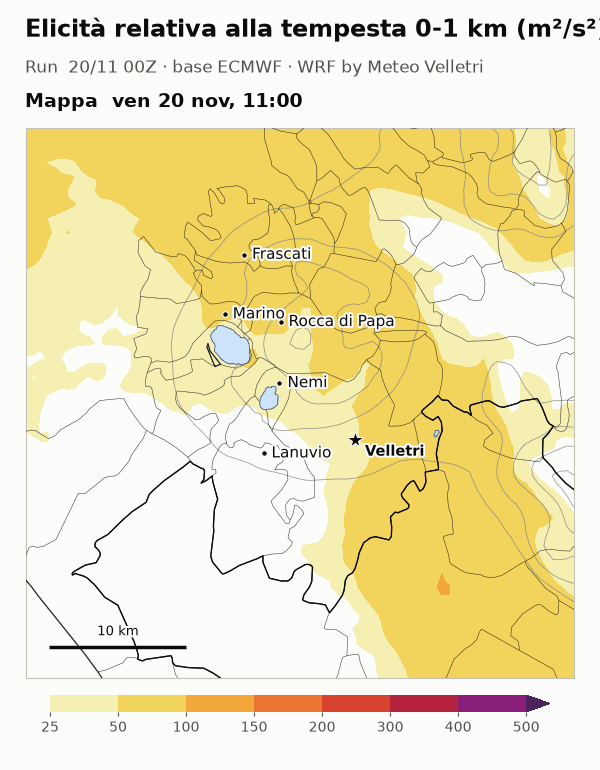 Elicità relativa alla tempesta 0-1 km (m²/s²)
Run  20/11 00Z · base ECMWF · WRF by Meteo Velletri
Mappa  ven 20 nov, 11:00
Frascati
Marino
Rocca di Papa
Nemi
Velletri
Lanuvio
10 km
25 50 100 150 200 300 400 500